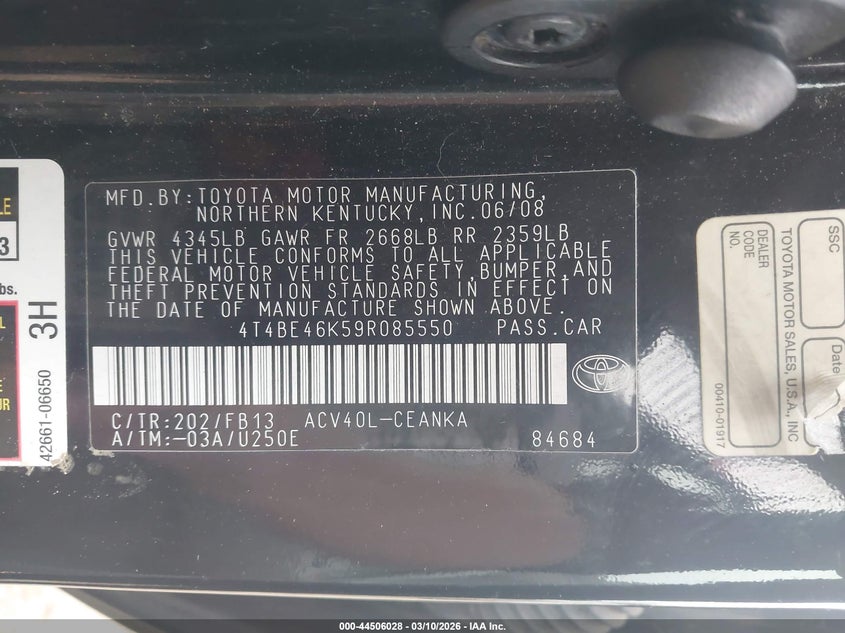 MFD.BY: TOYOTA MOTOR MANUFACTURING,
NORTHERN KENTUCKY, INC. 06/08
GVWR 4345LB GAWR FR 2668LB RR 2359LB
THIS VEHICLE CONFORMS TO ALL APPLICABLE
FEDERAL MOTOR VEHICLE SAFETY, BUMPER, AND
THEFT PREVENTION STANDARDS IN EFFECT ON
THE DATE OF MANUFACTURE SHOWN ABOVE.
4T4BE46K59R085550 PASS.CAR
C/TR:202/FB13 ACV40L-CEANKA
A/TM:-03A/U250E 84684
3H
42661-06650
SSC
Date
TOYOTA MOTOR SALES, U.S.A., INC
DEALER
CODE
NO.
00410-01917
000-44506028 - 03/10/2026 - IAA Inc.